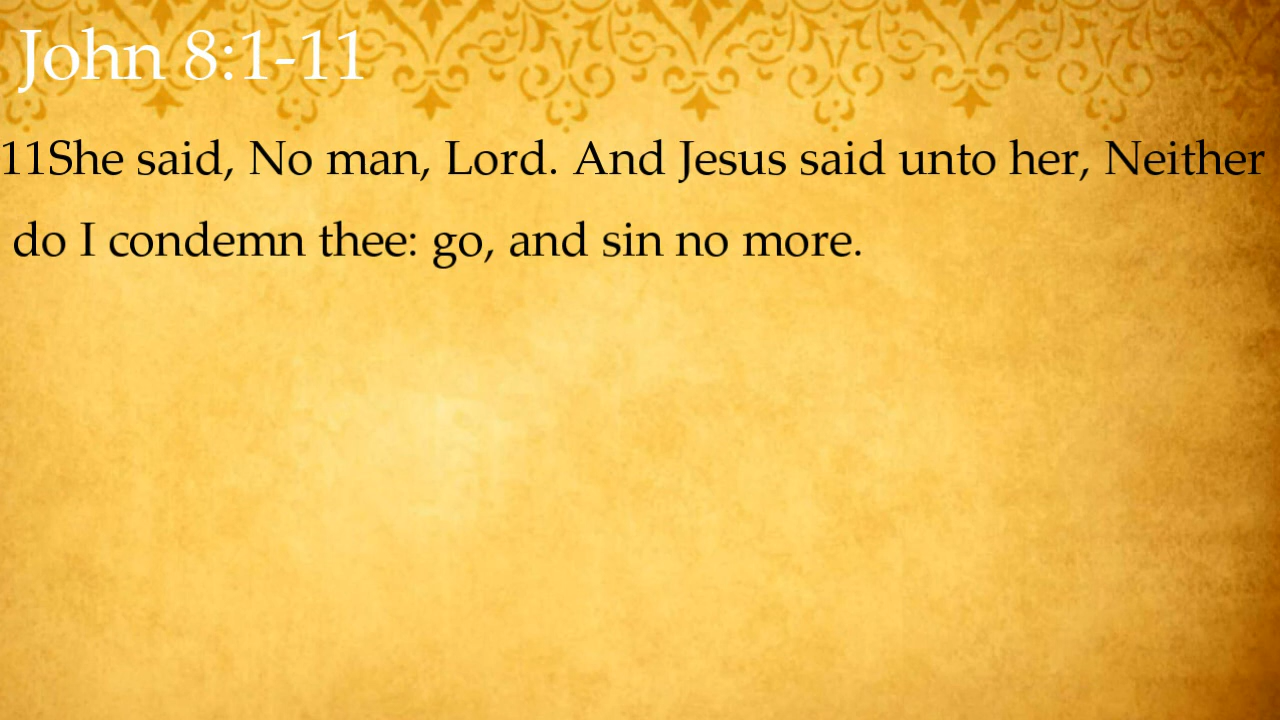 John 8:1-11
11She said, No man, Lord. And Jesus said unto her, Neither
do I condemn thee: go, and sin no more.